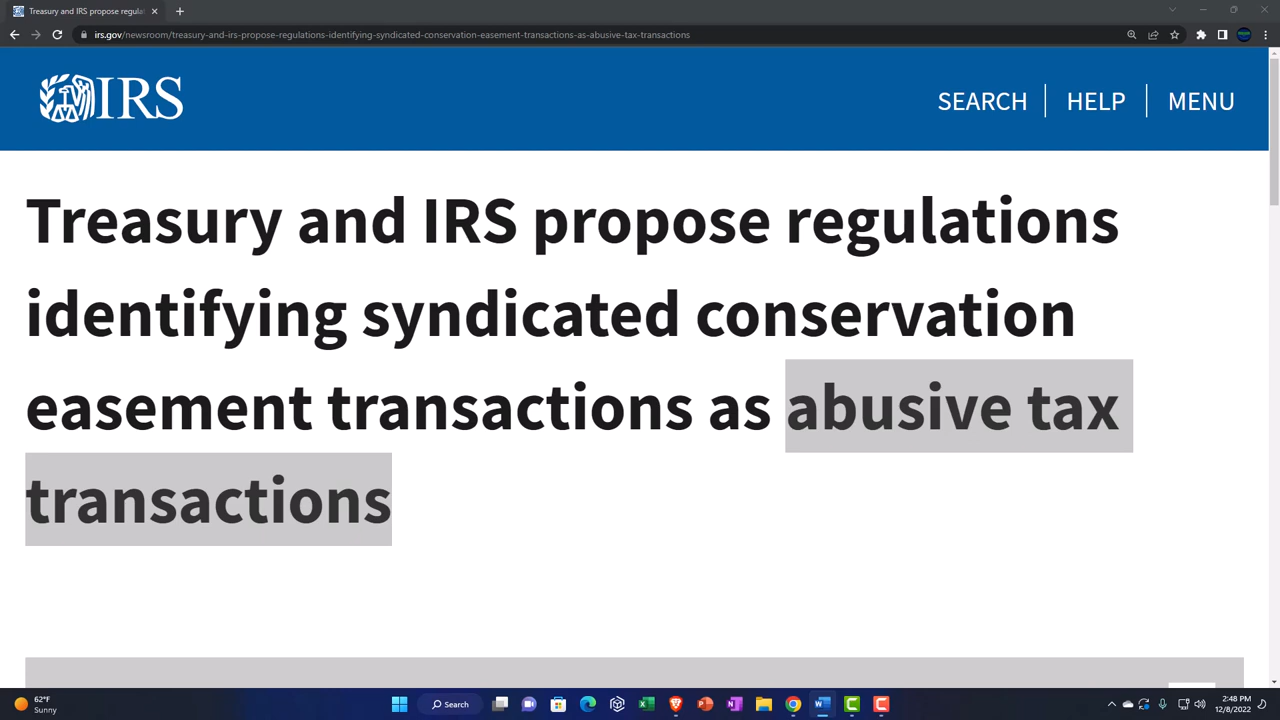 Treasury and IRS propose regulat
irs.gov/newsroom/treasury-and-irs-propose-regulations-identifying-syndicated-conservation-easement-transactions-as-abusive-tax-transactions
IRS
SEARCH
HELP
MENU
Treasury and IRS propose regulations
identifying syndicated conservation
easement transactions as abusive tax
transactions
62°F
Sunny
Search
2:48 PM
12/8/2022